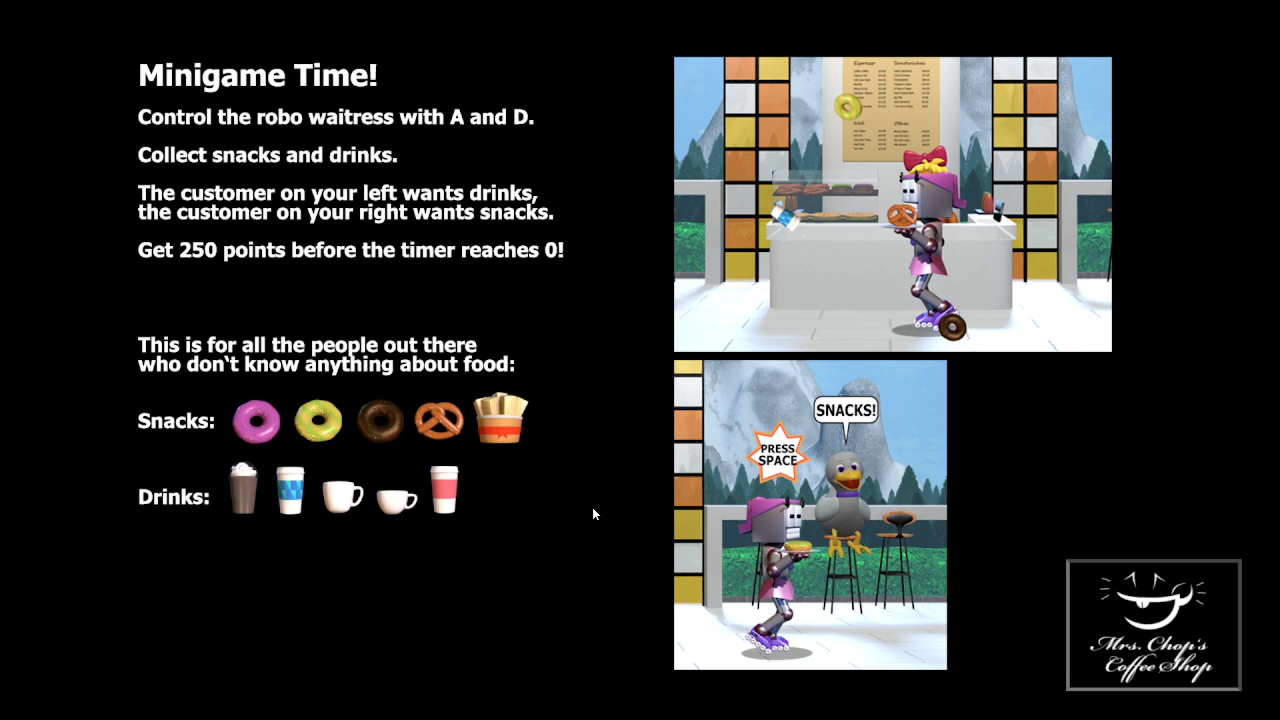 Minigame Time!
Control the robo waitress with A and D.
Collect snacks and drinks.
The customer on your left wants drinks,
the customer on your right wants snacks.
Get 250 points before the timer reaches 0!
This is for all the people out there
who don't know anything about food:
Snacks:
Drinks:
Espresso
Sandwiches
Other
SNACKS!
PRESS
SPACE
Mrs. Chop's
Coffee Shop